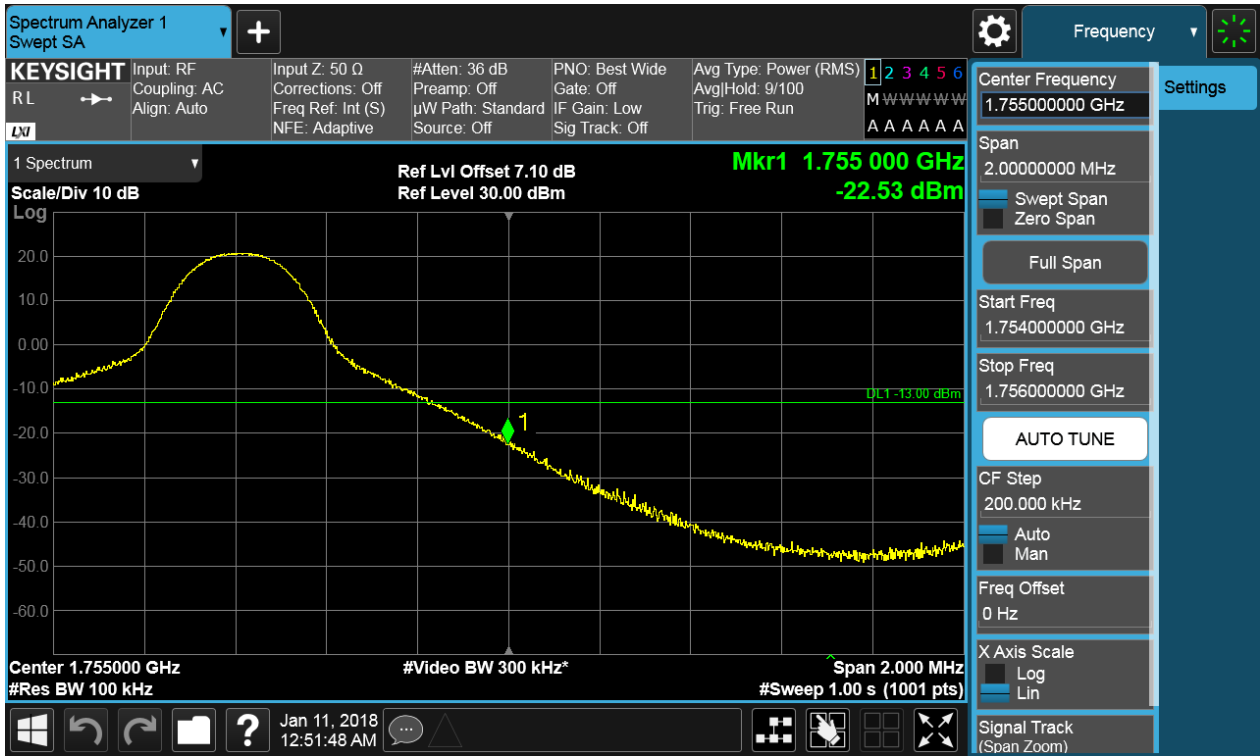 Spectrum Analyzer 1
Swept SA
+
Frequency
KEYSIGHT
RL
LXI
Input: RF
Coupling: AC
Align: Auto
Input Z: 50 Ω
Corrections: Off
Freq Ref: Int (S)
NFE: Adaptive
#Atten: 36 dB
Preamp: Off
µW Path: Standard
Source: Off
PNO: Best Wide
Gate: Off
IF Gain: Low
Sig Track: Off
Avg Type: Power (RMS)
Avg|Hold: 9/100
Trig: Free Run
1 2 3 4 5 6
M W W W W W
A A A A A A
1 Spectrum
Scale/Div 10 dB
Log
Ref Lvl Offset 7.10 dB
Ref Level 30.00 dBm
Mkr1 1.755 000 GHz
-22.53 dBm
20.0
10.0
0.00
-10.0
-20.0
-30.0
-40.0
-50.0
-60.0
DL1 -13.00 dBm
1
Center 1.755000 GHz
#Video BW 300 kHz*
Span 2.000 MHz
#Res BW 100 kHz
#Sweep 1.00 s (1001 pts)
Center Frequency
1.755000000 GHz
Span
2.00000000 MHz
Swept Span
Zero Span
Full Span
Start Freq
1.754000000 GHz
Stop Freq
1.756000000 GHz
AUTO TUNE
CF Step
200.000 kHz
Auto
Man
Freq Offset
0 Hz
X Axis Scale
Log
Lin
Signal Track
(Span Zoom)
Settings
?
Jan 11, 2018
12:51:48 AM